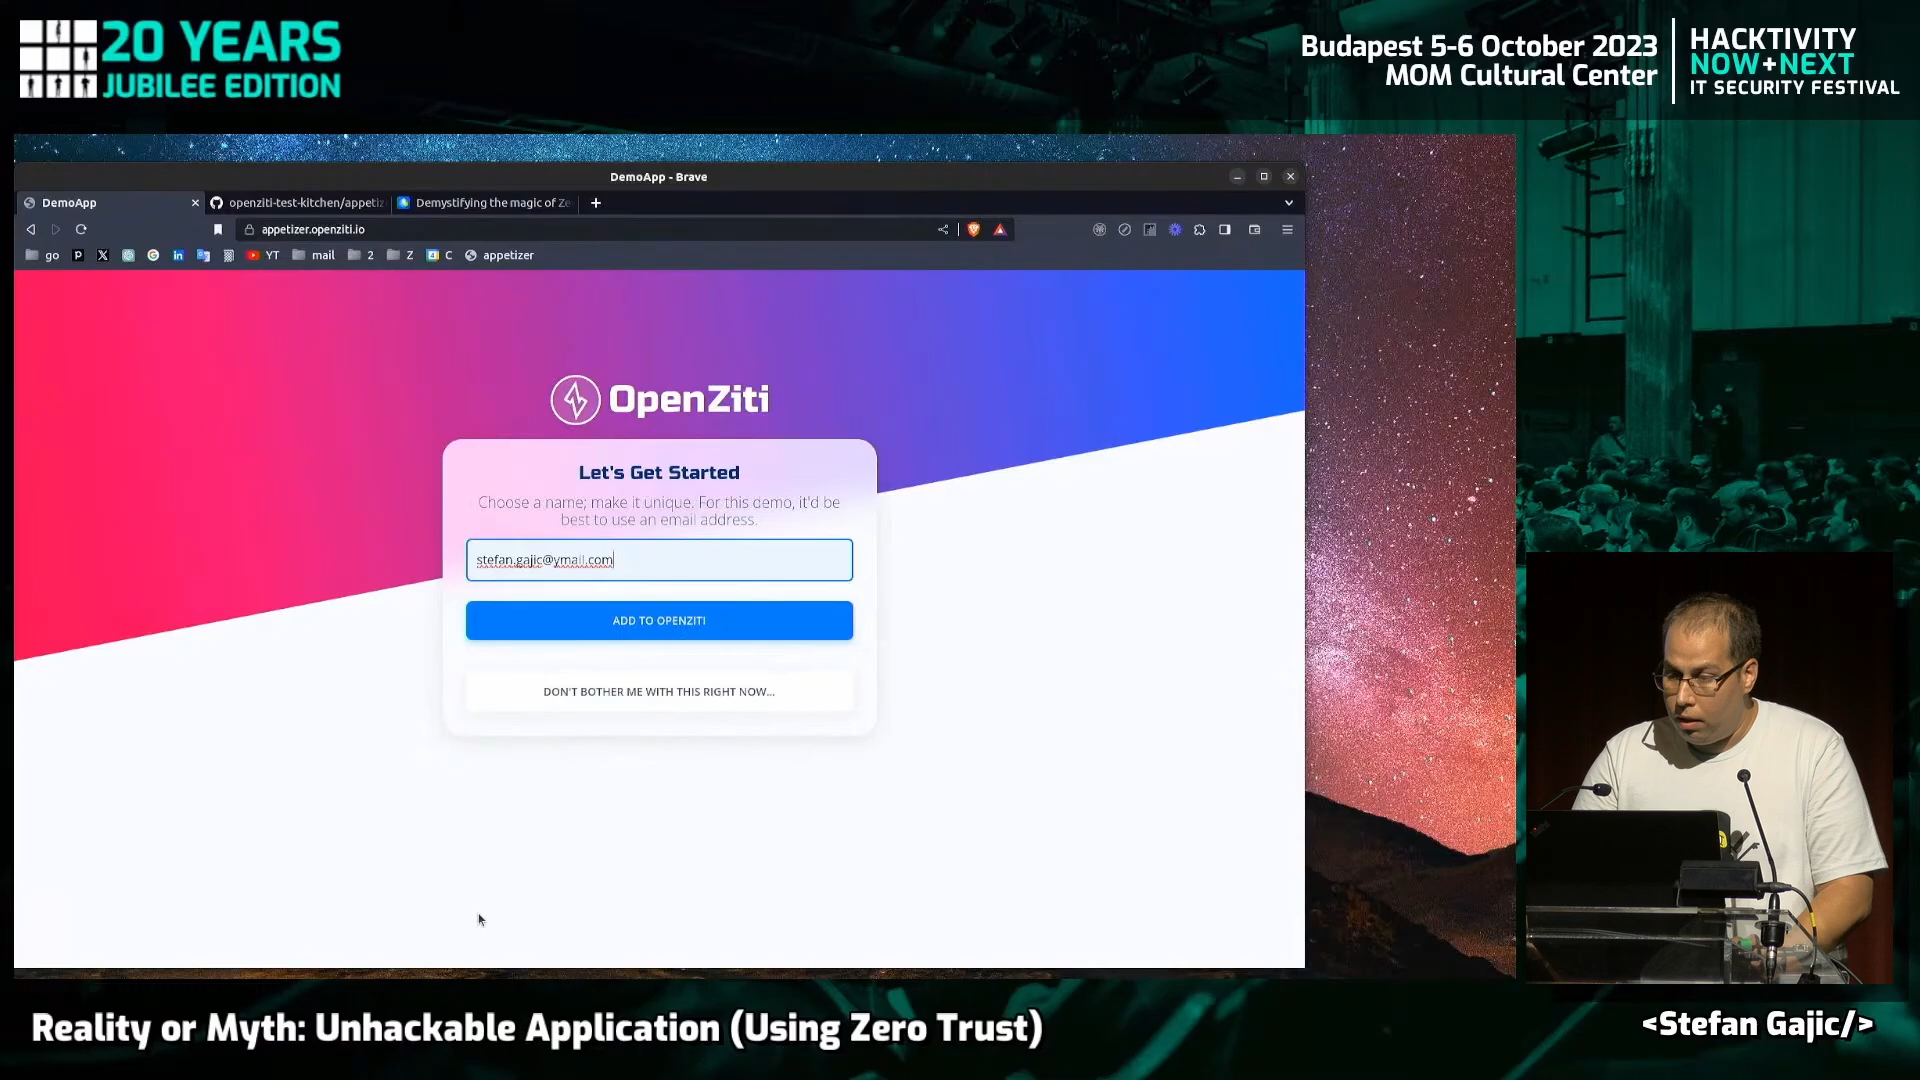 20 YEARS
JUBILEE EDITION
Budapest 5-6 October 2023
MOM Cultural Center
HACKTIVITY
NOW+NEXT
IT SECURITY FESTIVAL
DemoApp - Brave
DemoApp
openziti-test-kitchen/appetiz
Demystifying the magic of Ze
appetizer.openziti.io
go
YT
mail
2
Z
C
appetizer
OpenZiti
Let's Get Started
Choose a name; make it unique. For this demo, it'd be
best to use an email address.
stefan.gajic@ymail.com
ADD TO OPENZITI
DON'T BOTHER ME WITH THIS RIGHT NOW...
Reality or Myth: Unhackable Application (Using Zero Trust)
<Stefan Gajic/>